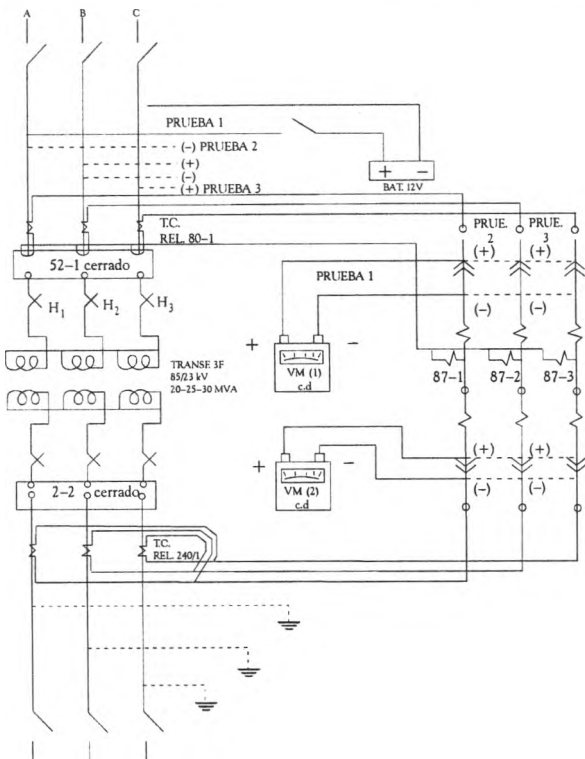 A B C
PRUEBA 1
(-) PRUEBA 2
(+)
(-)
(+) PRUEBA 3
+ -
BAT. 12V
T.C.
REL. 80-1
52-1 cerrado
H1 H2 H3
TRANSE 3F
85/23 kV
20-25-30 MVA
PRUE. PRUE.
2 3
(+) (+)
PRUEBA 1
(-) (-)
+ -
VM (1)
c.d
87-1 87-2 87-3
(+) (+)
+ -
VM (2)
c.d
(-) (-)
2-2 cerrado
T.C.
REL. 240/1